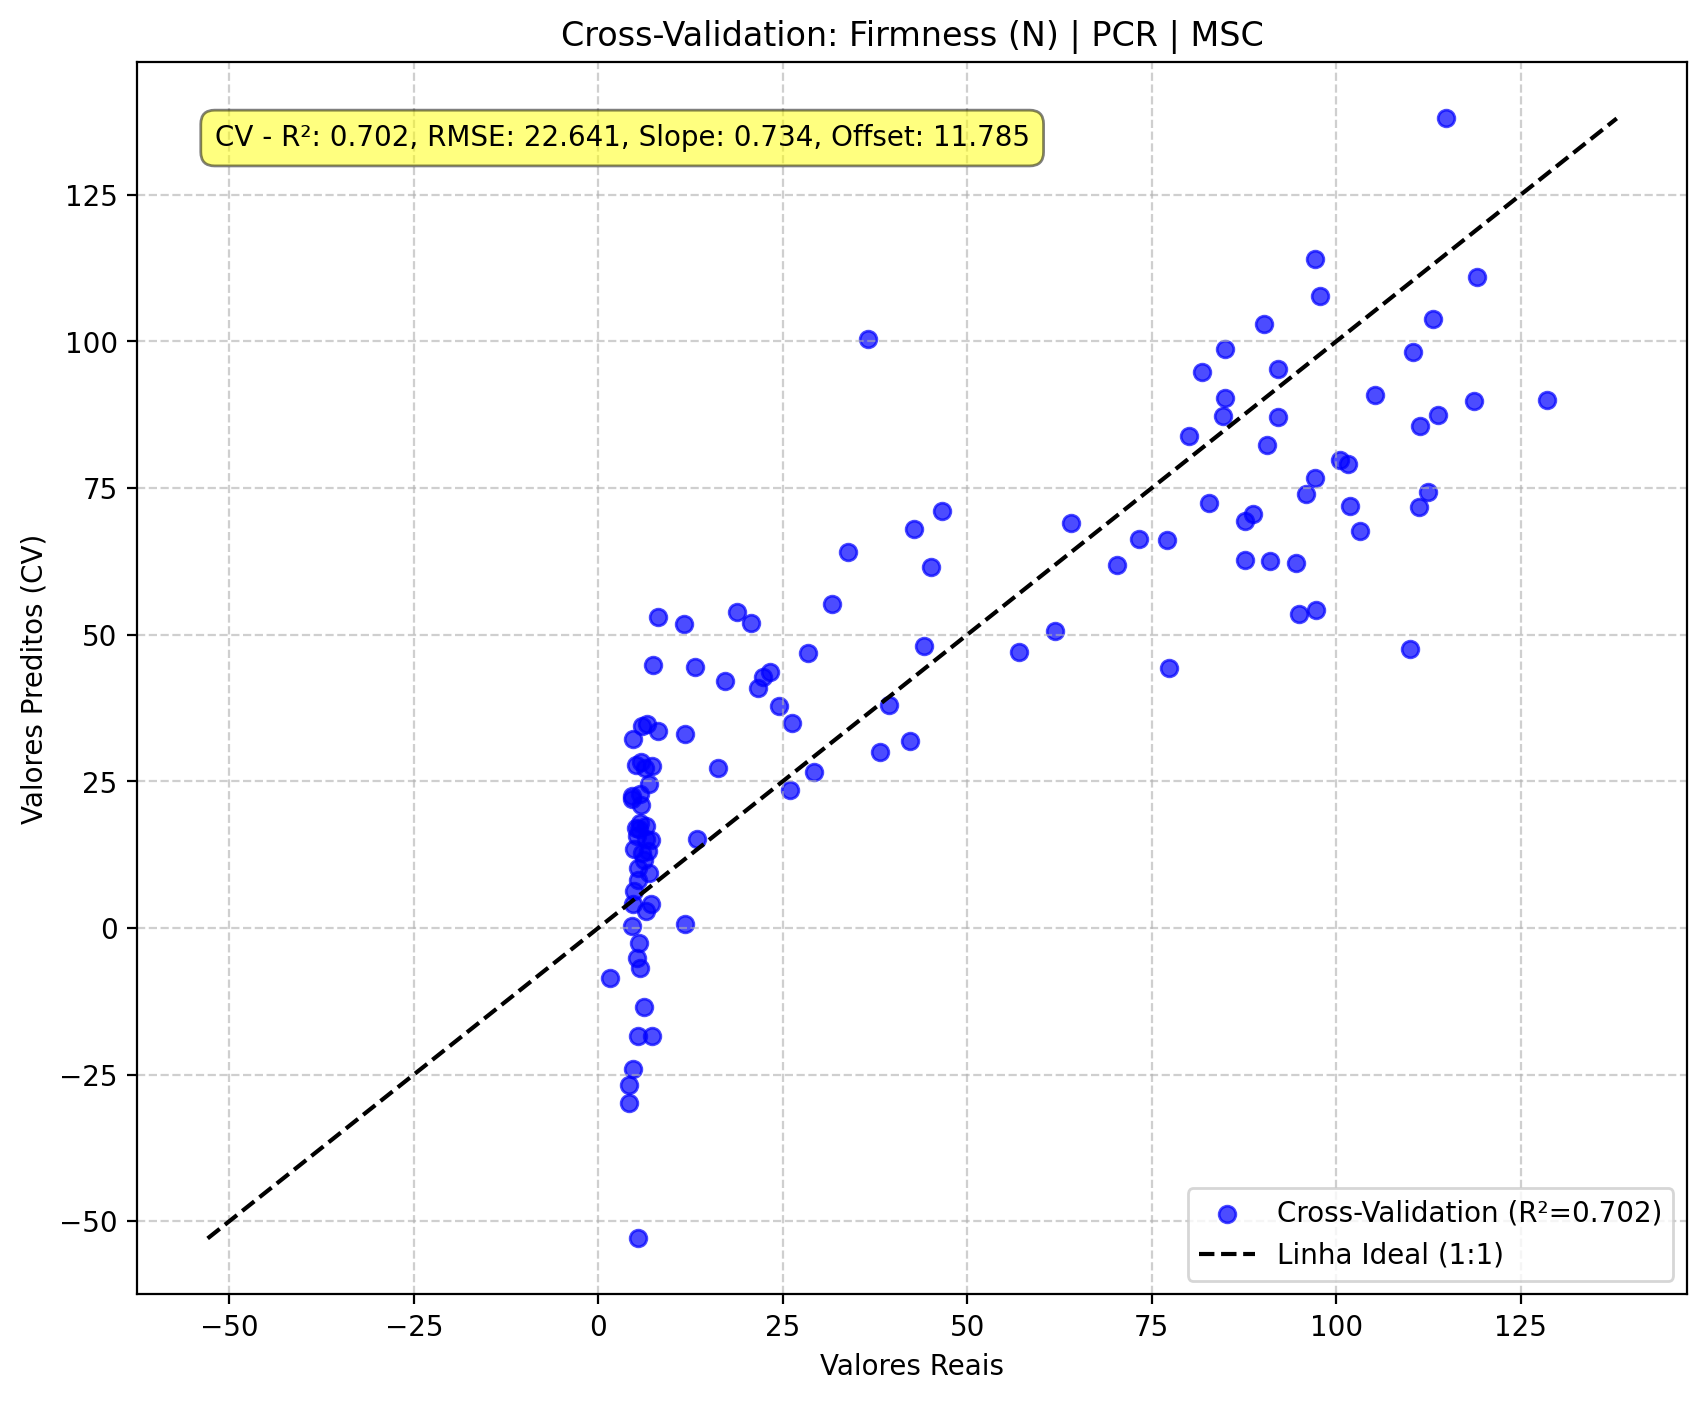 Cross-Validation: Firmness (N) | PCR | MSC
CV - R²: 0.702, RMSE: 22.641, Slope: 0.734, Offset: 11.785
Valores Preditos (CV)
125
100
75
50
25
0
−25
−50
Cross-Validation (R²=0.702)
Linha Ideal (1:1)
−50
−25
0
25
50
75
100
125
Valores Reais